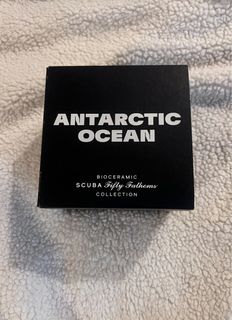 ANTARCTIC
OCEAN
BIOCERAMIC
SCUBA Fifty Fathoms
COLLECTION